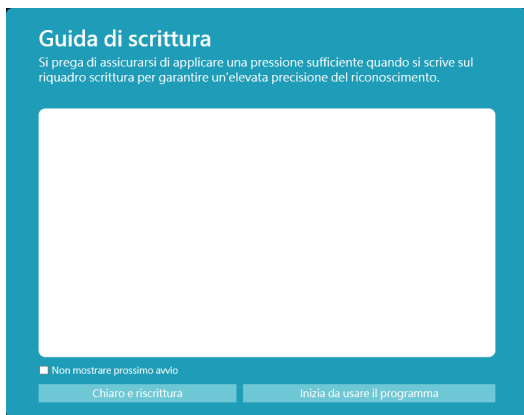 Guida di scrittura
Si prega di assicurarsi di applicare una pressione sufficiente quando si scrive sul
riquadro scrittura per garantire un'elevata precisione del riconoscimento.
Non mostrare prossimo avvio
Chiaro e riscrittura
Inizia da usare il programma